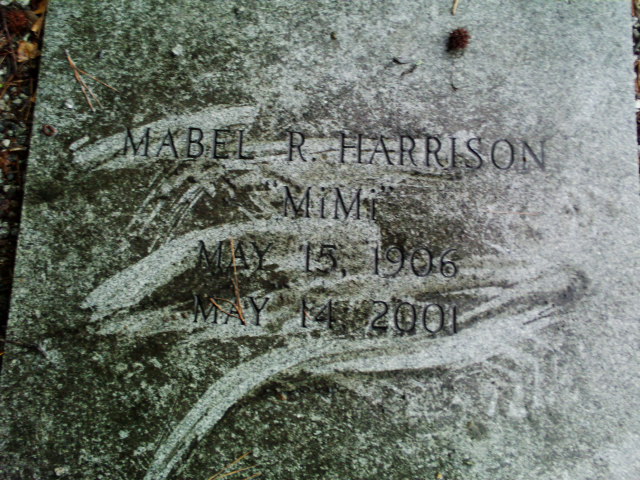 MABEL R. HARRISON
"MiMi"
MAY 15, 1906
MAY 14, 2001